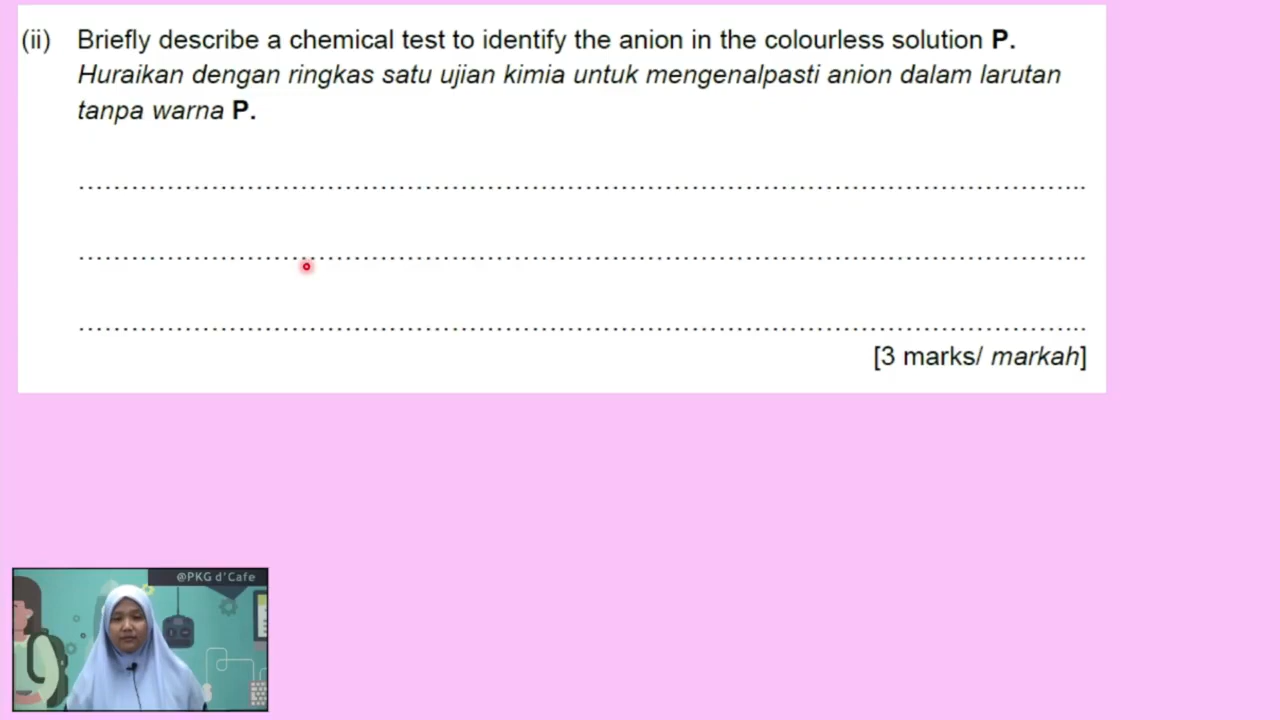 (ii) Briefly describe a chemical test to identify the anion in the colourless solution P.
Huraikan dengan ringkas satu ujian kimia untuk mengenalpasti anion dalam larutan
tanpa warna P.
[3 marks/ markah]
@PKG d'Cafe